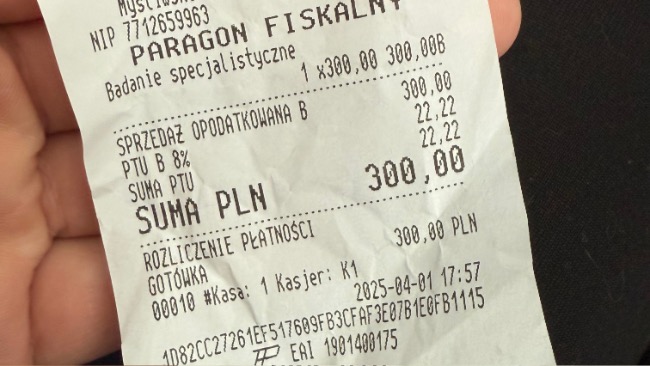 NIP 7712659963
PARAGON FISKALNY
Badanie specjalistyczne
1 x300,00 300,00B
SPRZEDAŻ OPODATKOWANA B 300,00
PTU B 8% 22,22
SUMA PTU 22,22
SUMA PLN 300,00
ROZLICZENIE PŁATNOŚCI
GOTÓWKA 300,00 PLN
00010 #Kasa: 1 Kasjer: K1
2025-04-01 17:57
1D82CC27261EF517609FB3CFAF3E07B1E0FB1115
EAI 1901400175